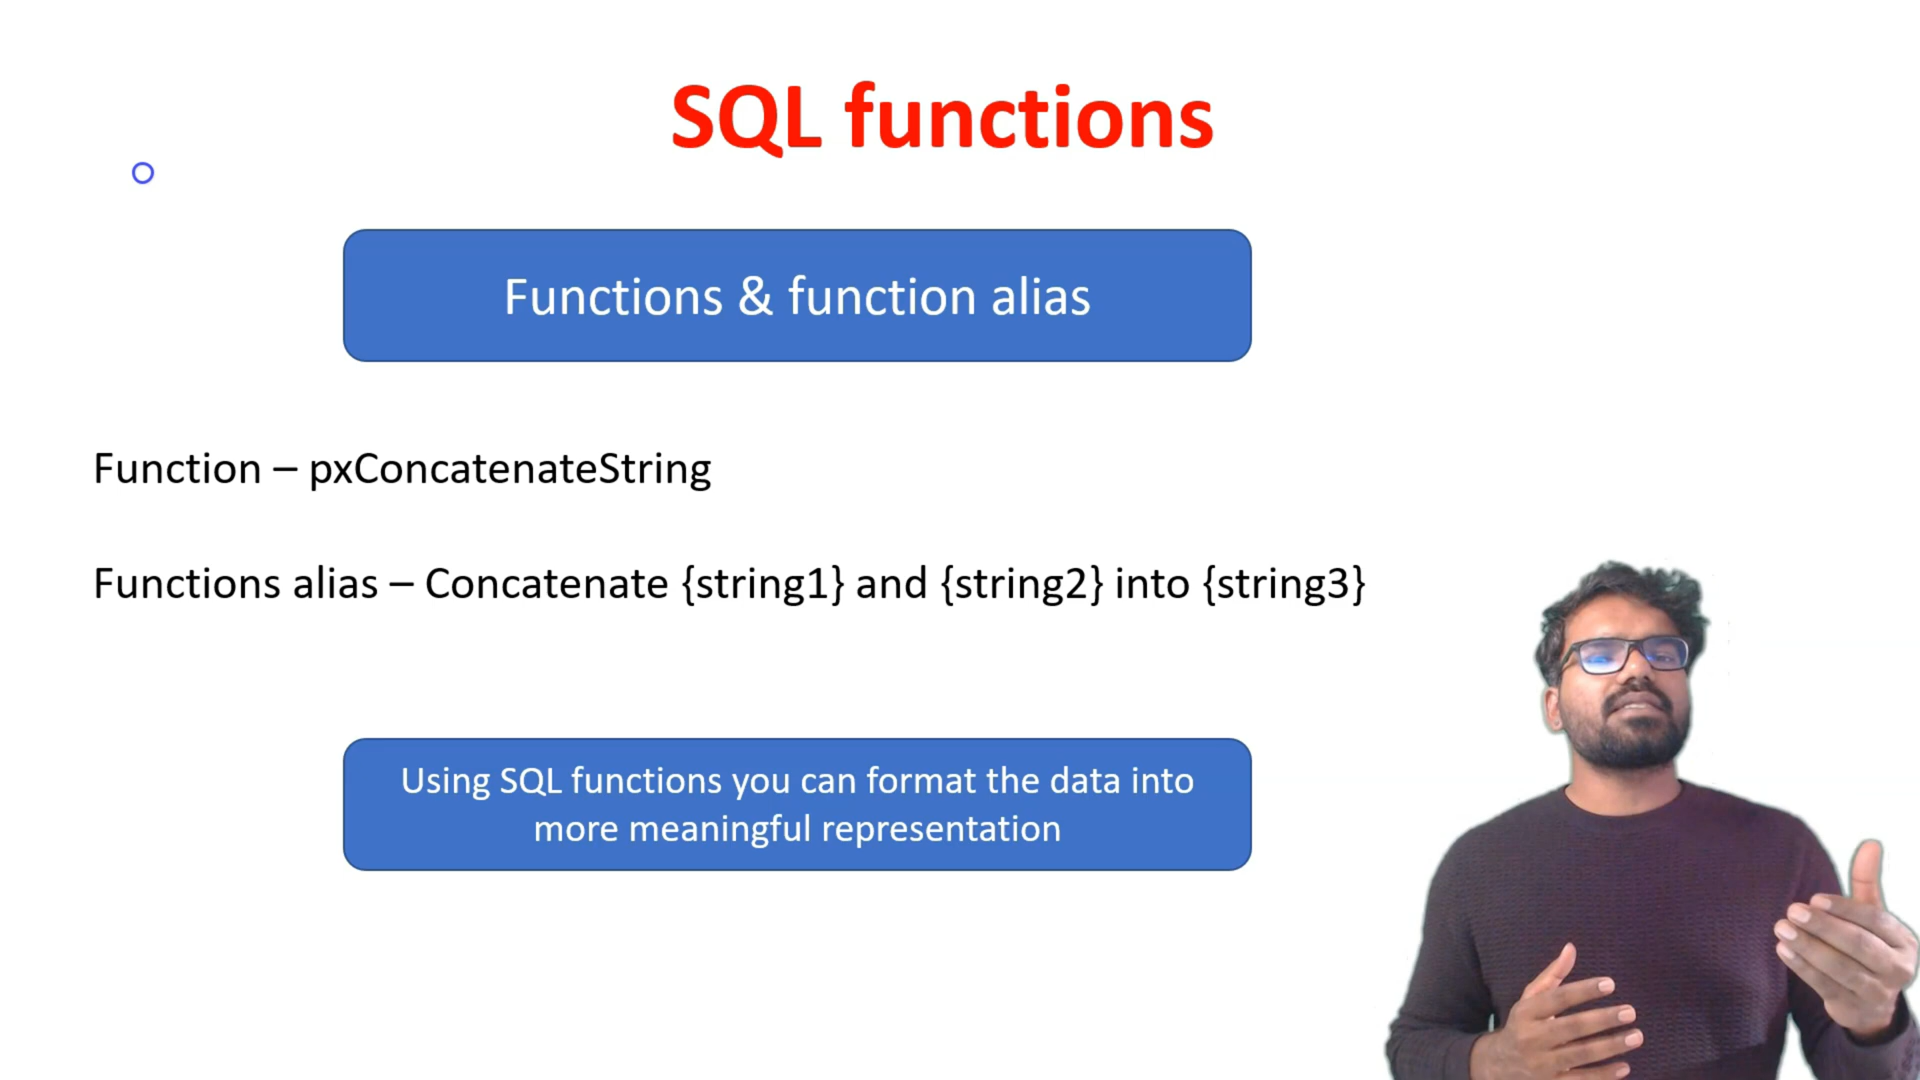 SQL functions
Functions & function alias
Function – pxConcatenateString
Functions alias – Concatenate {string1} and {string2} into {string3}
Using SQL functions you can format the data into
more meaningful representation